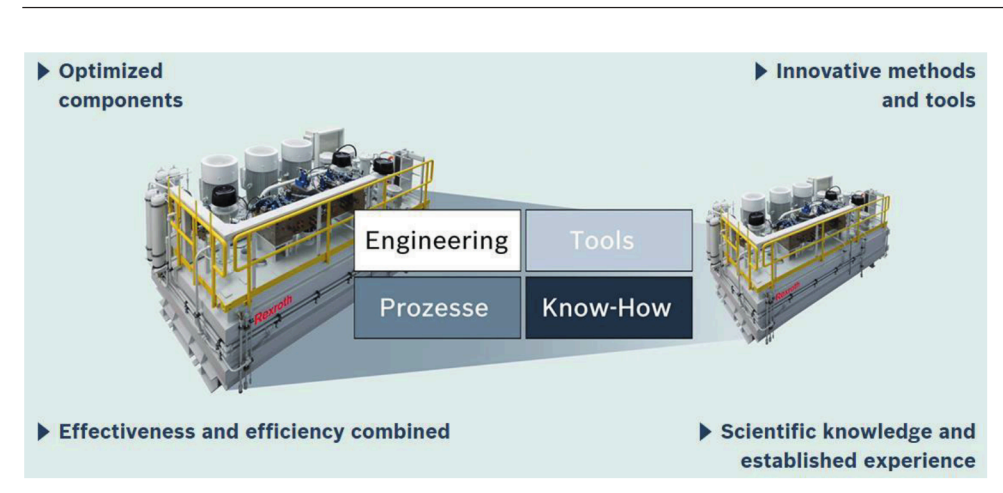 Optimized
components
Innovative methods
and tools
Engineering
Tools
Prozesse
Know-How
Rexroth
Rexroth
Effectiveness and efficiency combined
Scientific knowledge and
established experience